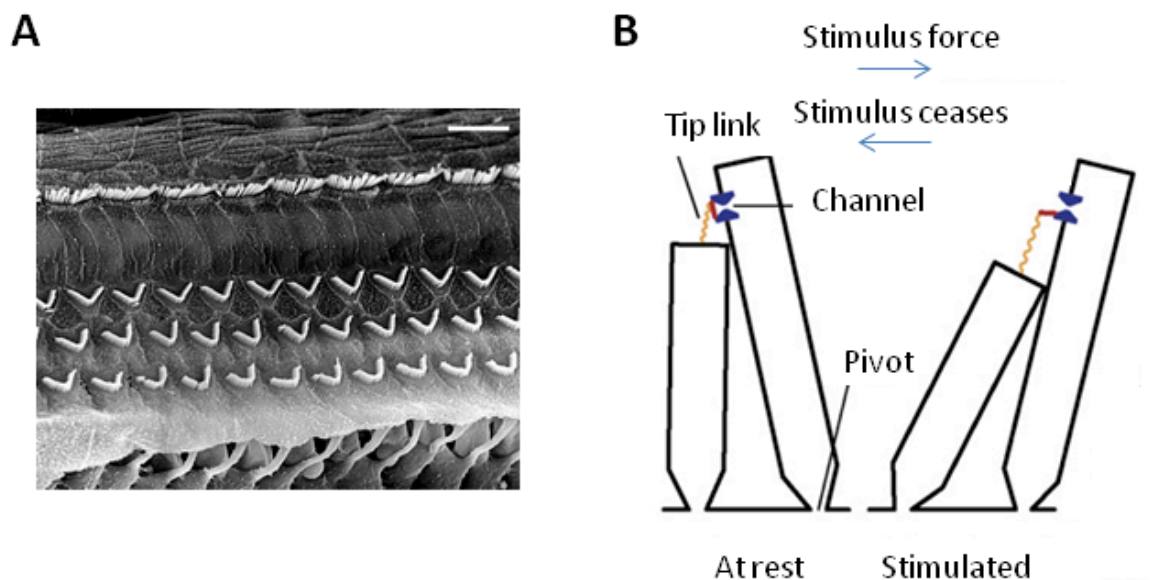 A
B
Stimulus force
Stimulus ceases
Tip link
Channel
Pivot
At rest
Stimulated